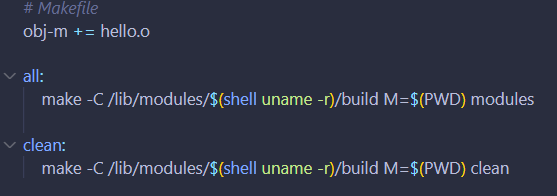 # Makefile
obj-m += hello.o
all:
make -C /lib/modules/$(shell uname -r)/build M=$(PWD) modules
clean:
make -C /lib/modules/$(shell uname -r)/build M=$(PWD) clean